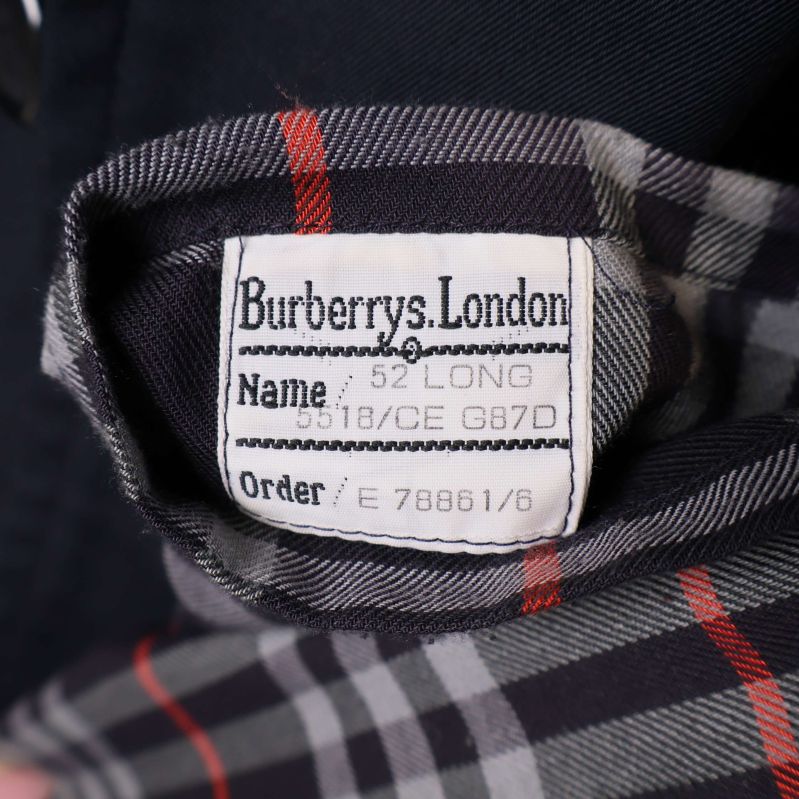 Burberrys.London
Name / 52 LONG
5518/CE G87D
Order / E 78861/6